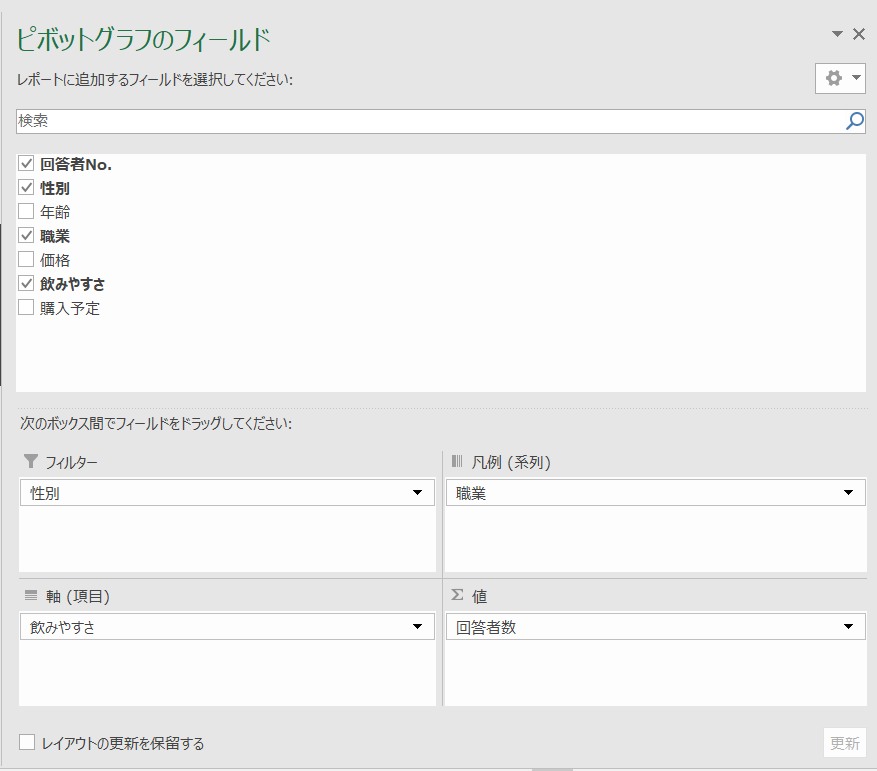 ピボットグラフのフィールド
レポートに追加するフィールドを選択してください:
検索
回答者No.
性別
年齢
職業
価格
飲みやすさ
購入予定
次のボックス間でフィールドをドラッグしてください:
フィルター
凡例 (系列)
性別
職業
軸 (項目)
Σ 値
飲みやすさ
回答者数
レイアウトの更新を保留する
更新